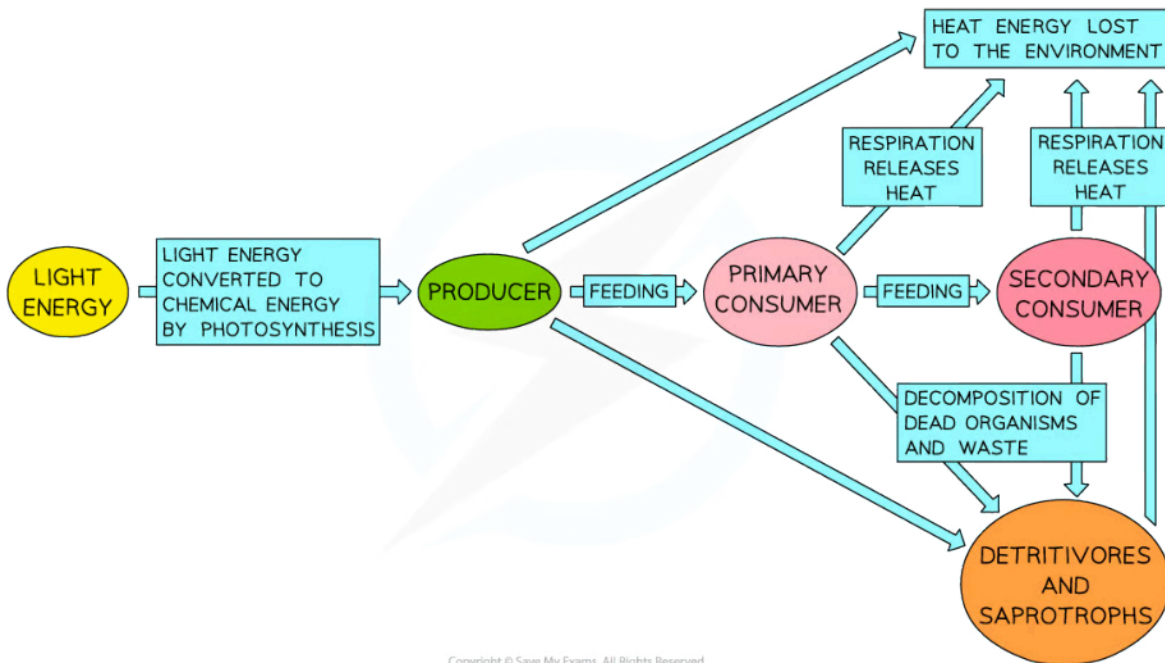 HEAT ENERGY LOST
TO THE ENVIRONMENT
RESPIRATION
RELEASES
HEAT
RESPIRATION
RELEASES
HEAT
LIGHT
ENERGY
LIGHT ENERGY
CONVERTED TO
CHEMICAL ENERGY
BY PHOTOSYNTHESIS
PRODUCER
FEEDING
PRIMARY
CONSUMER
FEEDING
SECONDARY
CONSUMER
DECOMPOSITION OF
DEAD ORGANISMS
AND WASTE
DETRITIVORES
AND
SAPROTROPHS
Copyright © Save My Exams. All Rights Reserved